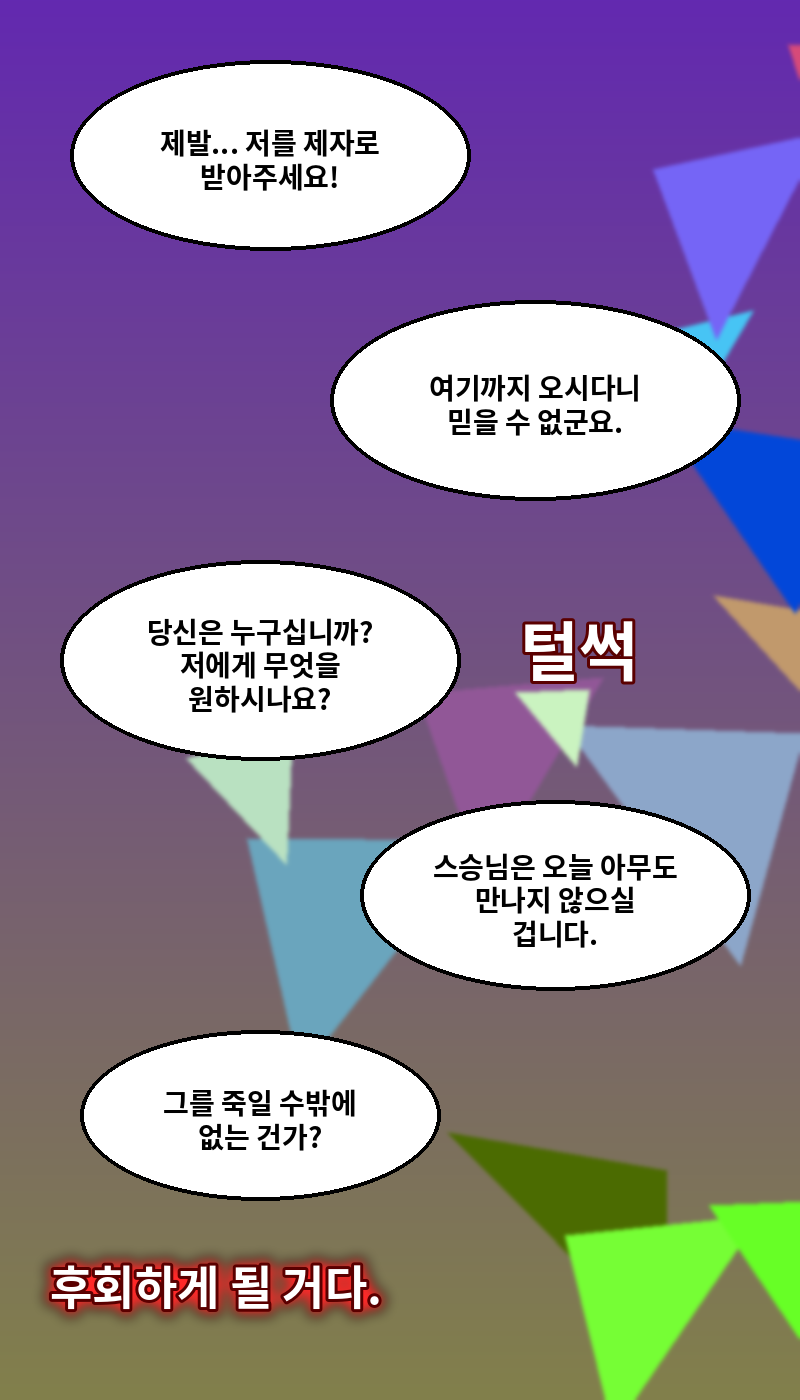 제발... 저를 제자로
받아주세요!
여기까지 오시다니
믿을 수 없군요.
당신은 누구십니까?
저에게 무엇을
원하시나요?
털썩
스승님은 오늘 아무도
만나지 않으실
겁니다.
그를 죽일 수밖에
없는 건가?
후회하게 될 거다.